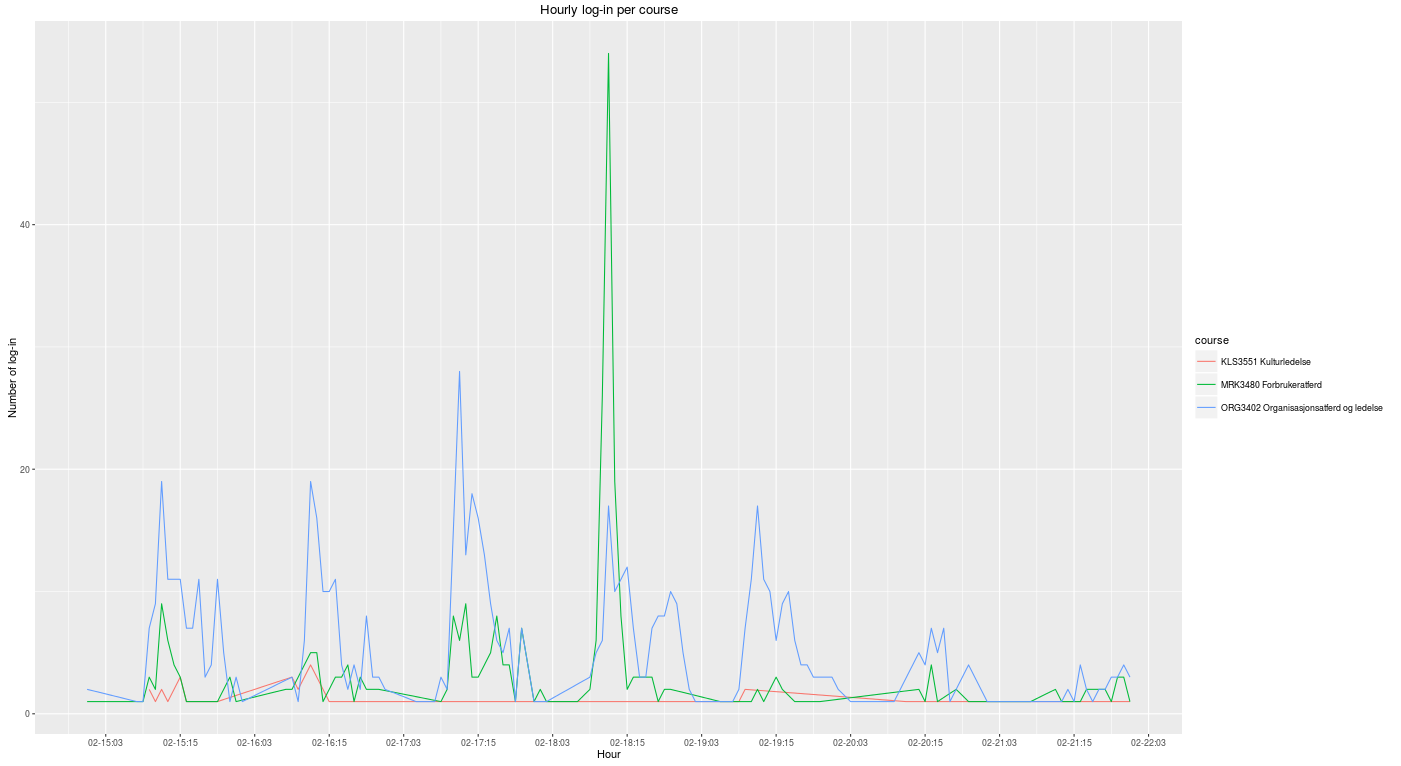 Hourly log-in per course
Number of log-in
40
20
0
02-15:03 02-15:15 02-16:03 02-16:15 02-17:03 02-17:15 02-18:03 02-18:15 02-19:03 02-19:15 02-20:03 02-20:15 02-21:03 02-21:15 02-22:03
Hour
course
KLS3551 Kulturledelse
MRK3480 Forbrukeratferd
ORG3402 Organisasjonsatferd og ledelse